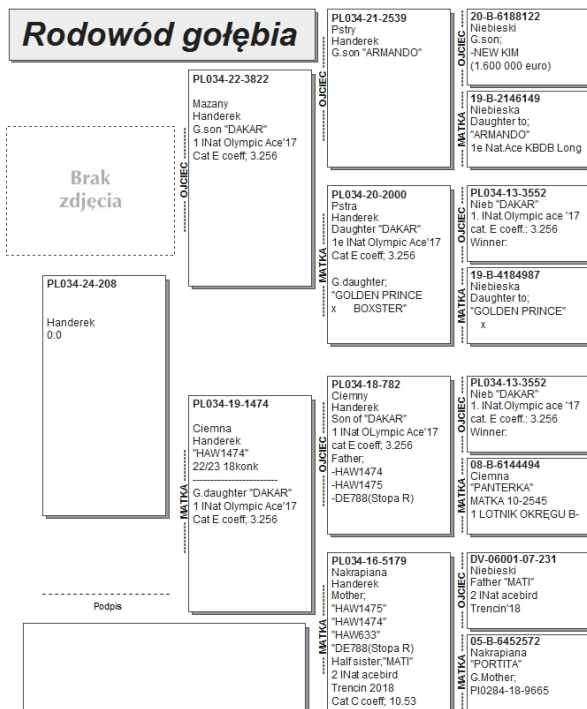 Rodowód gołębia
Brak
zdjęcia
PL034-24-208
Handerek
0:0
Podpis
OJCIEC
PL034-22-3822
Mazany
Handerek
G.son "DAKAR"
1 INat Olympic Ace'17
Cat E coeff; 3.256
MATKA
PL034-19-1474
Ciemna
Handerek
"HAW1474"
22/23 18konk
-------------------------
G.daughter "DAKAR"
1 INat Olympic Ace'17
Cat E coeff; 3.256
OJCIEC
PL034-21-2539
Pstry
Handerek
G.son "ARMANDO"
MATKA
PL034-20-2000
Pstra
Handerek
Daughter "DAKAR"
1e INat Olympic Ace'17
Cat E coeff; 3.256
G.daughter;
"GOLDEN PRINCE
x BOXSTER"
OJCIEC
PL034-18-782
Ciemny
Handerek
Son of "DAKAR"
1 INat OLympic Ace'17
cat E coeff; 3.256
Father;
-HAW1474
-HAW1475
-DE788(Stopa R)
MATKA
PL034-16-5179
Nakrapiana
Handerek
Mother;
"HAW1475"
"HAW1474"
"HAW633"
"DE788(Stopa R)
Half sister;"MATI"
2 INat acebird
Trencin 2018
Cat C coeff; 10.53
OJCIEC
20-B-6188122
Niebieski
G.son;
-NEW KIM
(1.600 000 euro)
MATKA
19-B-2146149
Niebieska
Daughter to;
"ARMANDO"
1e Nat.Ace KBDB Long
OJCIEC
PL034-13-3552
Nieb "DAKAR"
1. INat.Olympic ace '17
cat. E coeff.: 3.256
Winner:
MATKA
19-B-4184987
Niebieska
Daughter to;
"GOLDEN PRINCE"
x
OJCIEC
PL034-13-3552
Nieb "DAKAR"
1. INat.Olympic ace '17
cat. E coeff.: 3.256
Winner:
MATKA
08-B-6144494
Ciemna
"PANTERKA"
MATKA 10-2545
1 LOTNIK OKRĘGU B-
OJCIEC
DV-06001-07-231
Niebieski
Father "MATI"
2 INat acebird
Trencin'18
MATKA
05-B-6452572
Nakrapiana
"PORTITA"
G.Mother;
Pl0284-18-9665